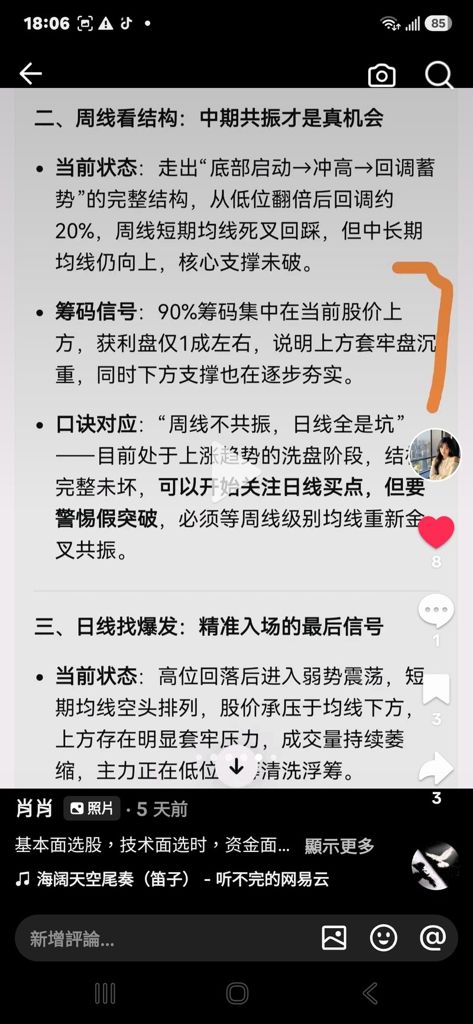 18:06
85
二、周线看结构：中期共振才是真机会
• 当前状态：走出“底部启动→冲高→回调蓄
势”的完整结构，从低位翻倍后回调约
20%，周线短期均线死叉回踩，但中长期
均线仍向上，核心支撑未破。
• 筹码信号：90%筹码集中在当前股价上
方，获利盘仅1成左右，说明上方套牢盘沉
重，同时下方支撑也在逐步夯实。
• 口诀对应：“周线不共振，日线全是坑”
——目前处于上涨趋势的洗盘阶段，结
完整未坏，可以开始关注日线买点，但要
警惕假突破，必须等周线级别均线重新金
叉共振。
8
1
三、日线找爆发：精准入场的最后信号
• 当前状态：高位回落后进入弱势震荡，短
期均线空头排列，股价承压于均线下方，
上方存在明显套牢压力，成交量持续萎
缩，主力正在低位 清洗浮筹。
3
3
肖肖 照片 · 5 天前
基本面选股，技术面选时，资金面... 顯示更多
♫ 海阔天空尾奏（笛子） - 听不完的网易云
新增評論...
@